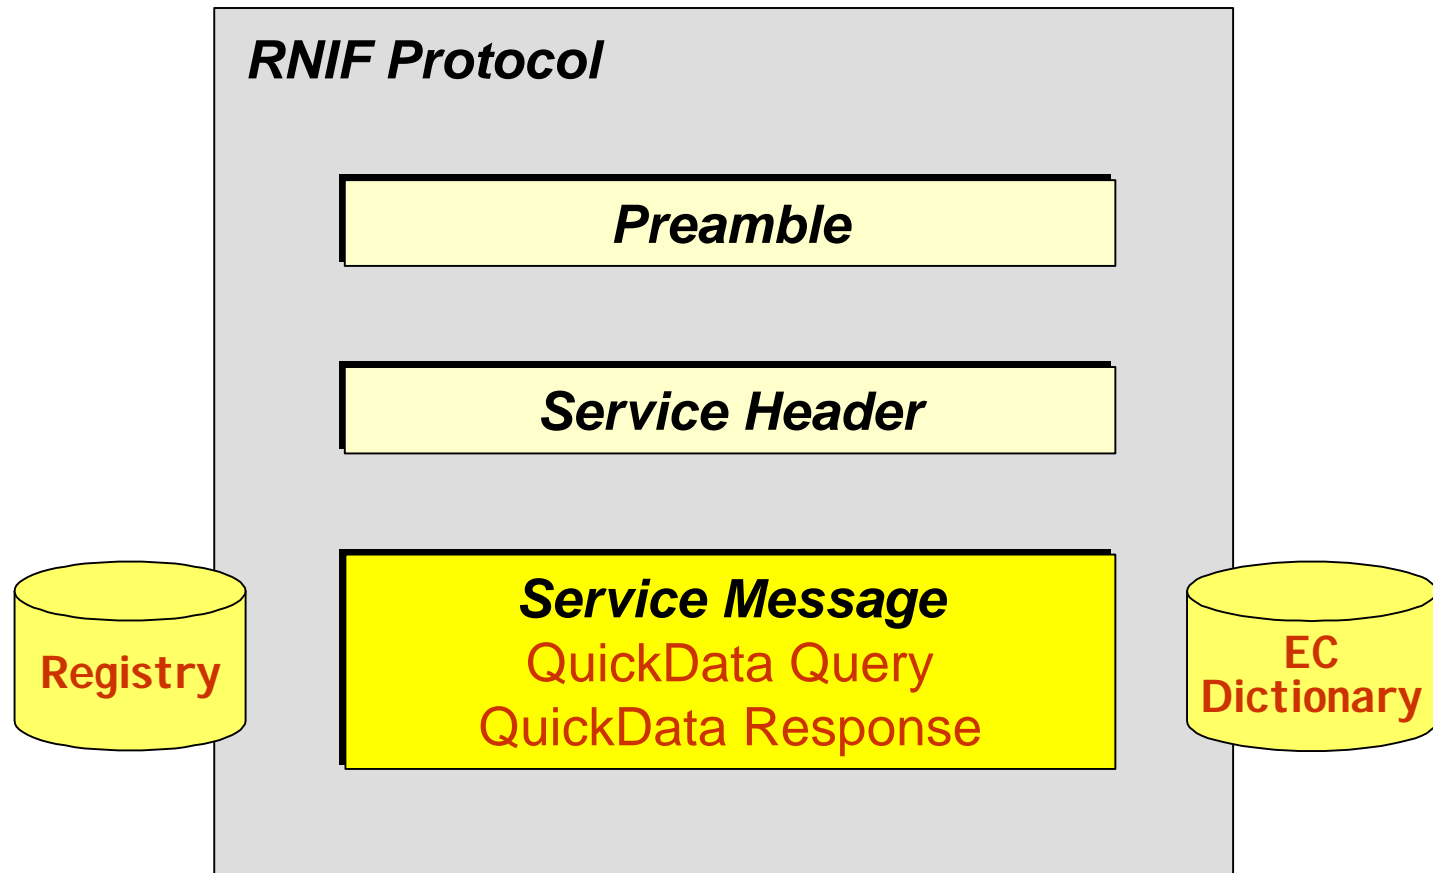 RNIF Protocol
Preamble
Service Header
Service Message
QuickData Query
QuickData Response
Registry
EC
Dictionary